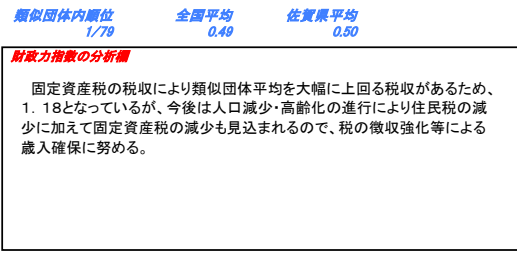 類似団体内順位 全国平均 佐賀県平均
1/79 0.49 0.50
財政力指数の分析欄
固定資産税の税収により類似団体平均を大幅に上回る税収があるため、
1．18となっているが、今後は人口減少・高齢化の進行により住民税の減
少に加えて固定資産税の減少も見込まれるので、税の徴収強化等による
歳入確保に努める。